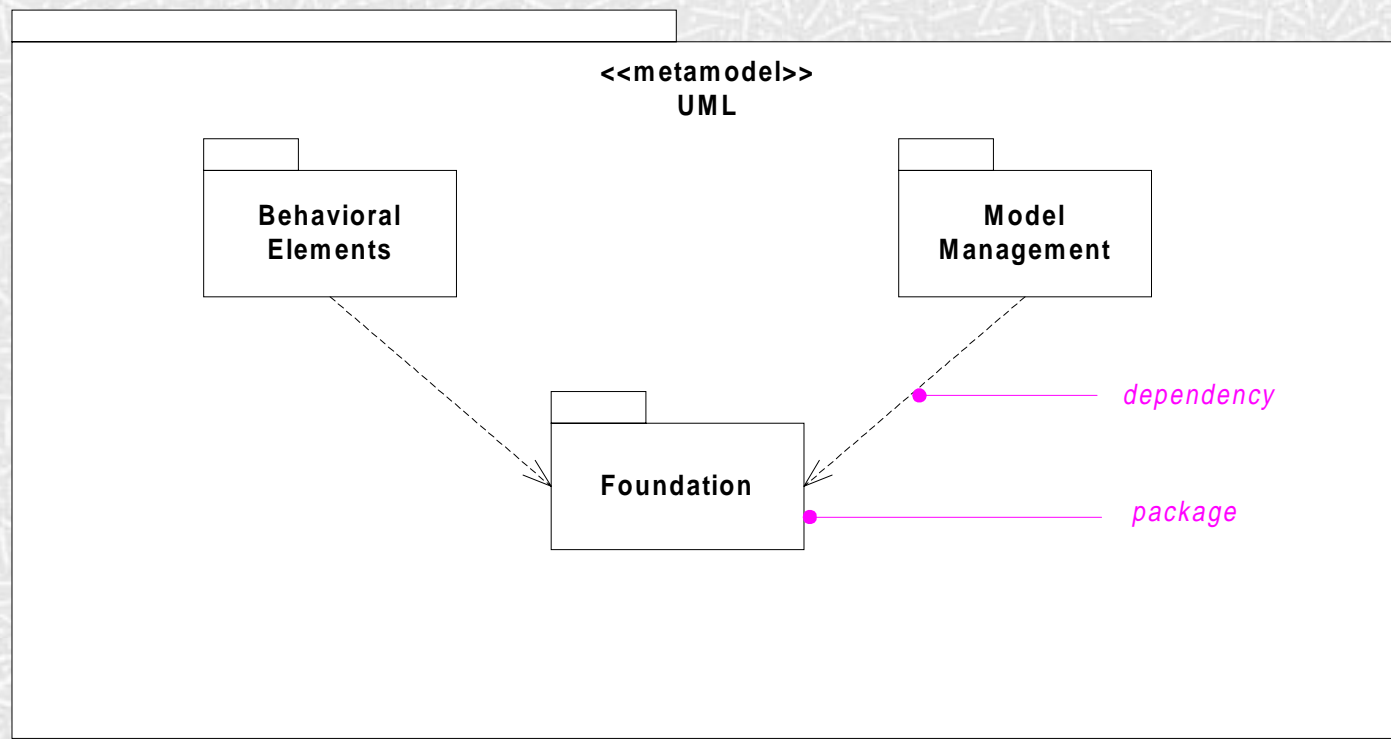 <<metamodel>>
UML
Behavioral
Elements
Model
Management
dependency
Foundation
package